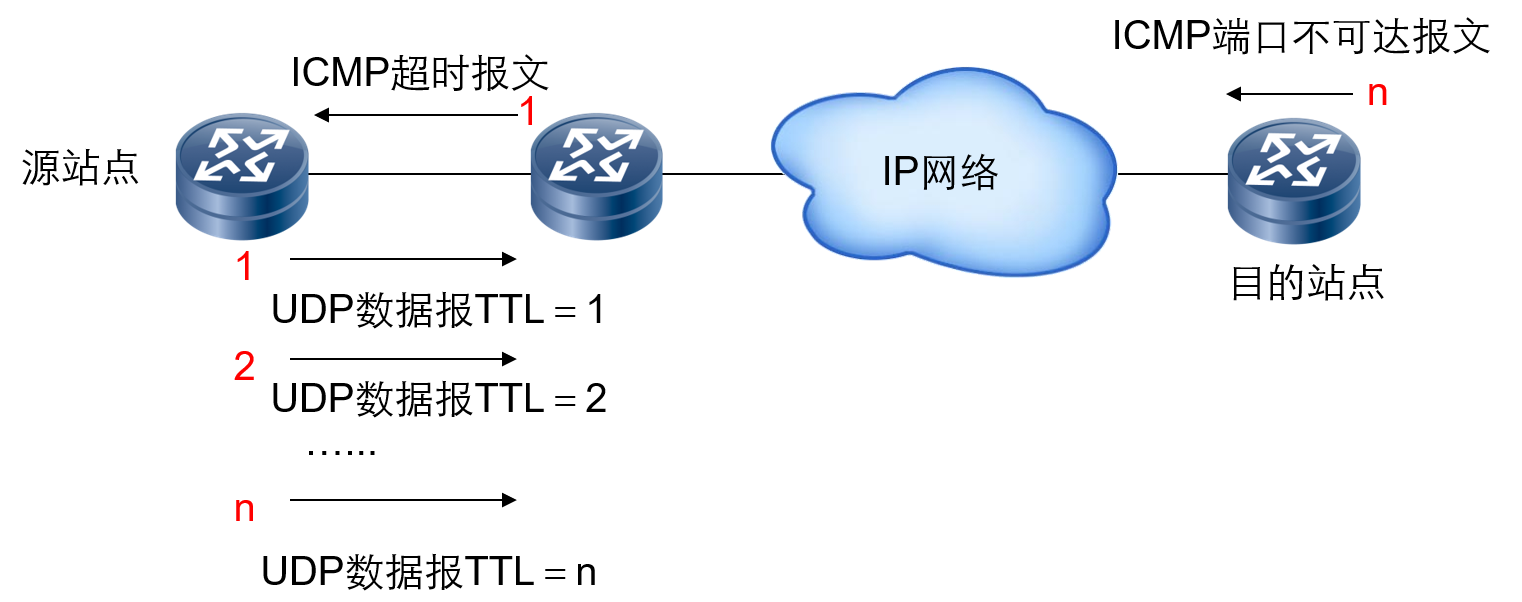 ICMP端口不可达报文
n
ICMP超时报文
1
源站点
IP网络
目的站点
1
UDP数据报TTL＝1
2
UDP数据报TTL＝2
…...
n
UDP数据报TTL＝n